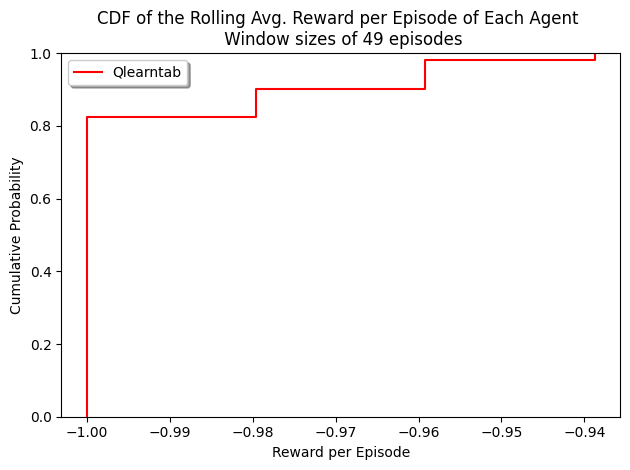 CDF of the Rolling Avg. Reward per Episode of Each Agent
Window sizes of 49 episodes
Qlearntab
Cumulative Probability
1.0
0.8
0.6
0.4
0.2
0.0
−1.00 −0.99 −0.98 −0.97 −0.96 −0.95 −0.94
Reward per Episode